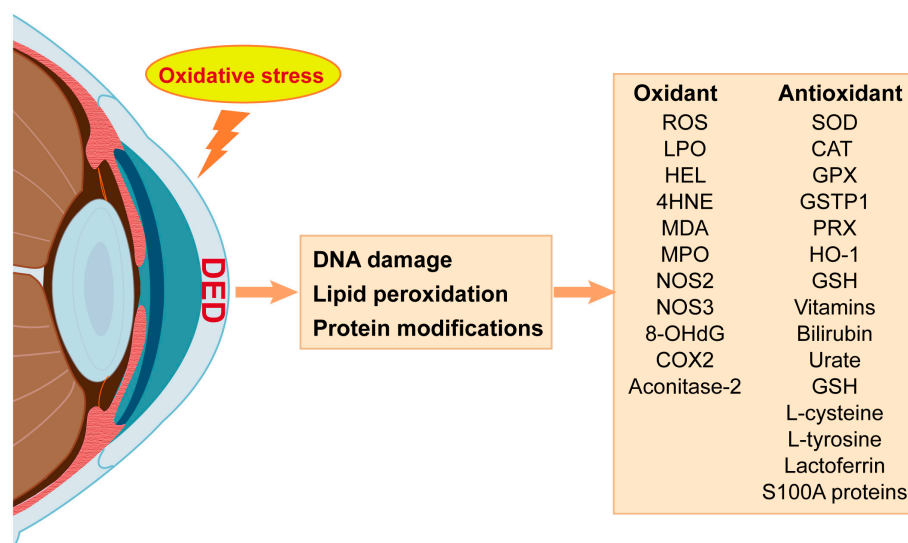 Oxidative stress
DED
DNA damage
Lipid peroxidation
Protein modifications
Oxidant
ROS
LPO
HEL
4HNE
MDA
MPO
NOS2
NOS3
8-OHdG
COX2
Aconitase-2
Antioxidant
SOD
CAT
GPX
GSTP1
PRX
HO-1
GSH
Vitamins
Bilirubin
Urate
GSH
L-cysteine
L-tyrosine
Lactoferrin
S100A proteins